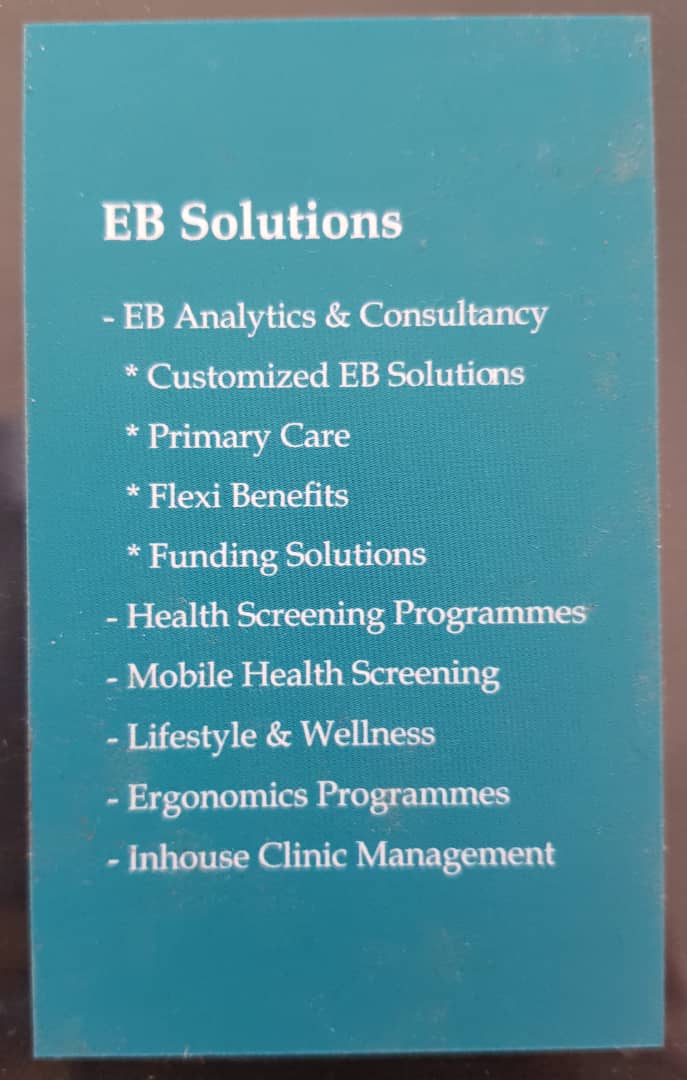 EB Solutions
- EB Analytics & Consultancy
* Customized EB Solutions
* Primary Care
* Flexi Benefits
* Funding Solutions
- Health Screening Programmes
- Mobile Health Screening
- Lifestyle & Wellness
- Ergonomics Programmes
- Inhouse Clinic Management